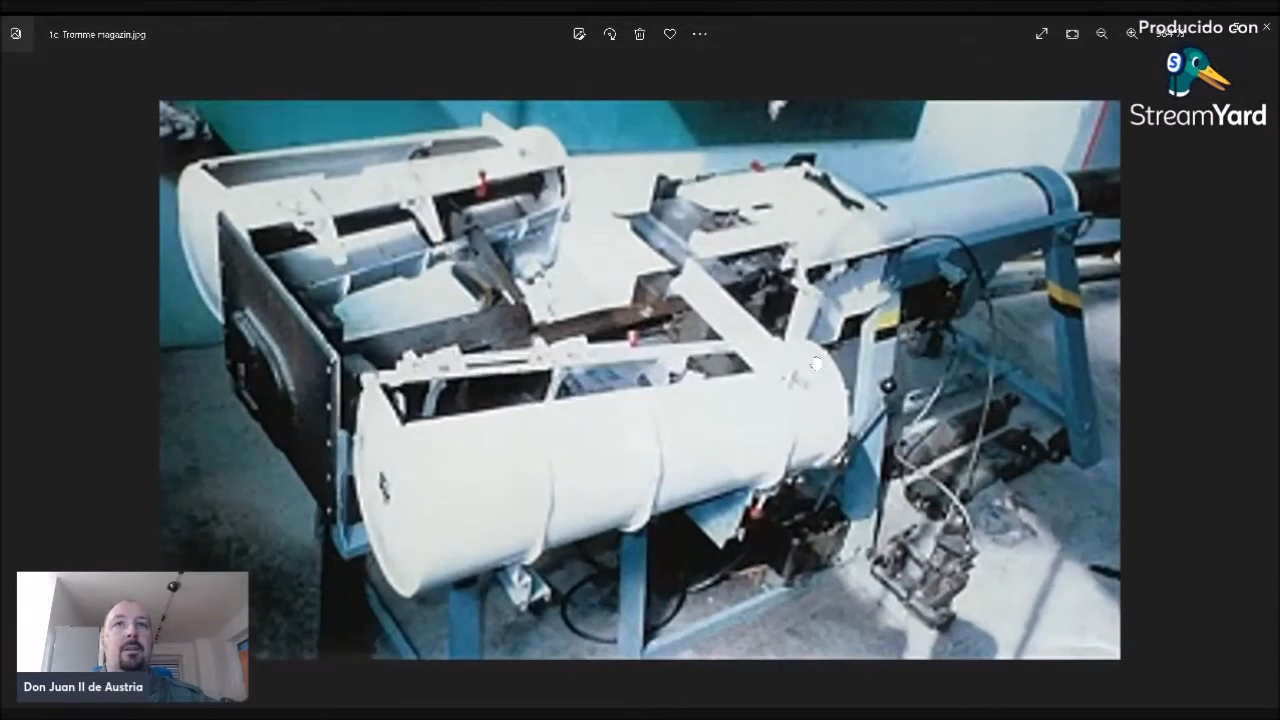 1c. Tromme magazin.jpg
Producido con
StreamYard
Don Juan II de Austria